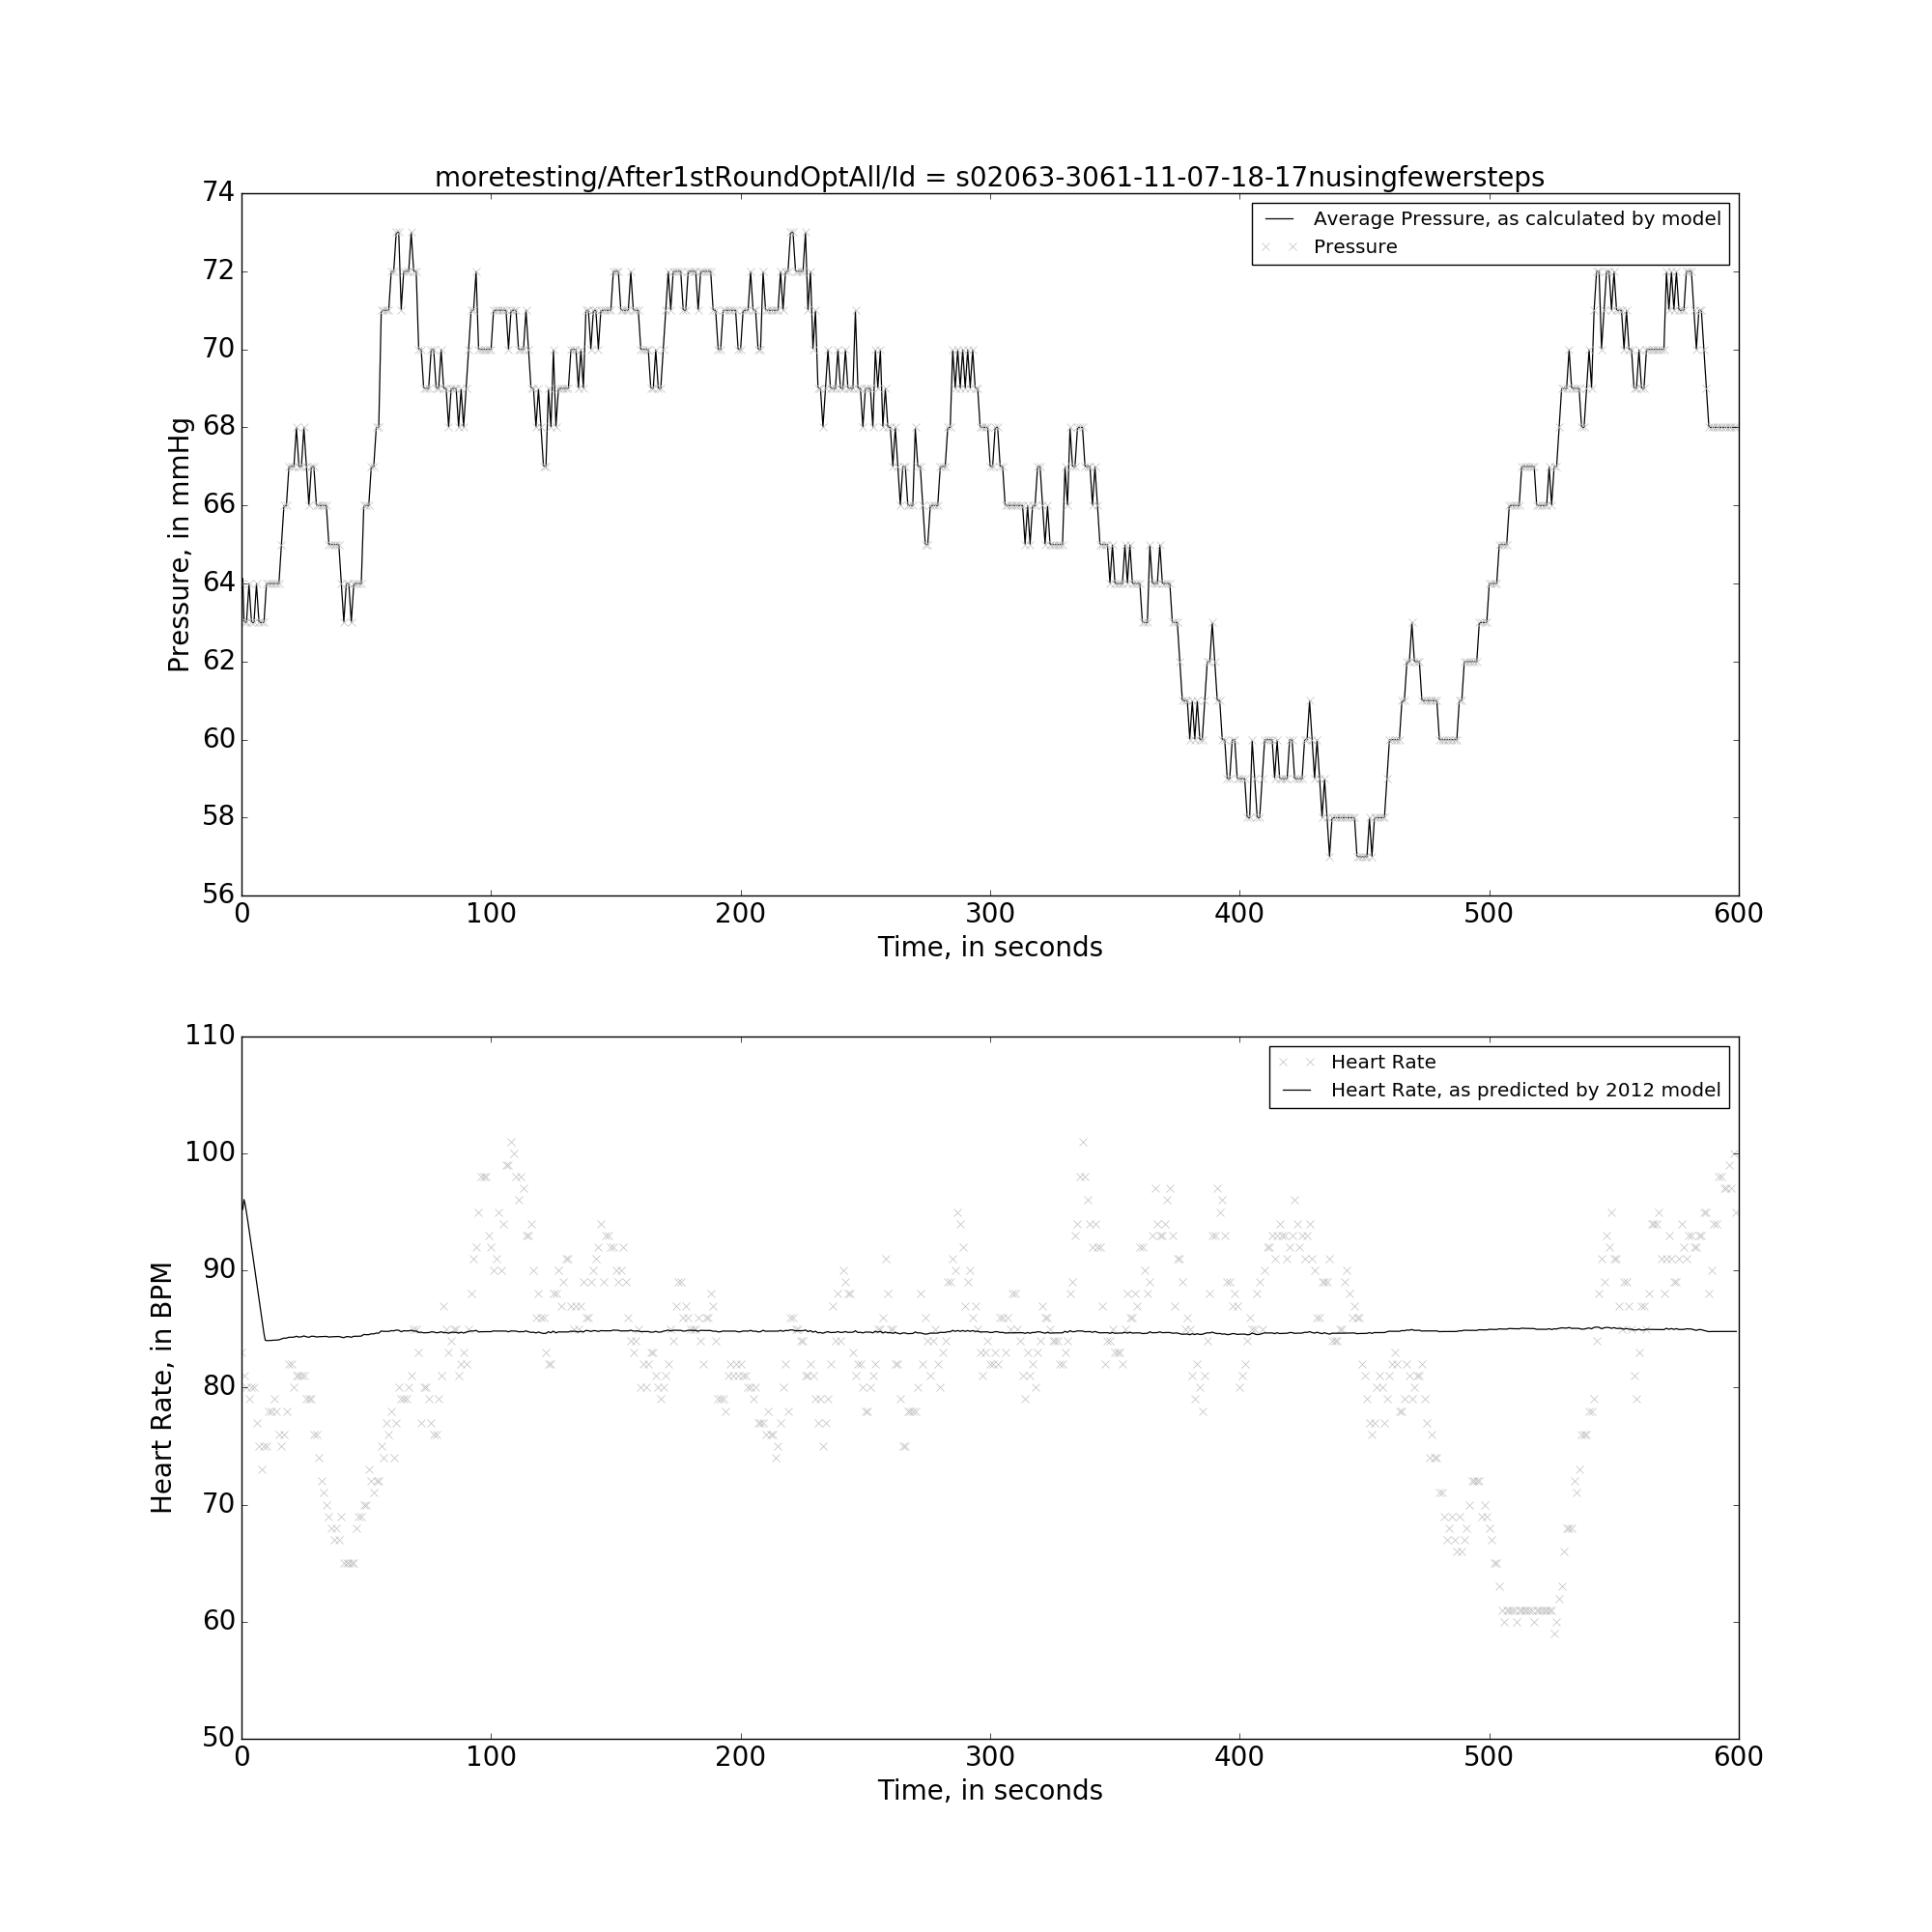 moretesting/After1stRoundOptAll/Id = s02063-3061-11-07-18-17nusingfewersteps
74
72
70
68
66
64
62
60
58
56
Pressure, in mmHg
Average Pressure, as calculated by model
Pressure
0 100 200 300 400 500 600
Time, in seconds
110
100
90
80
70
60
50
Heart Rate, in BPM
Heart Rate
Heart Rate, as predicted by 2012 model
0 100 200 300 400 500 600
Time, in seconds